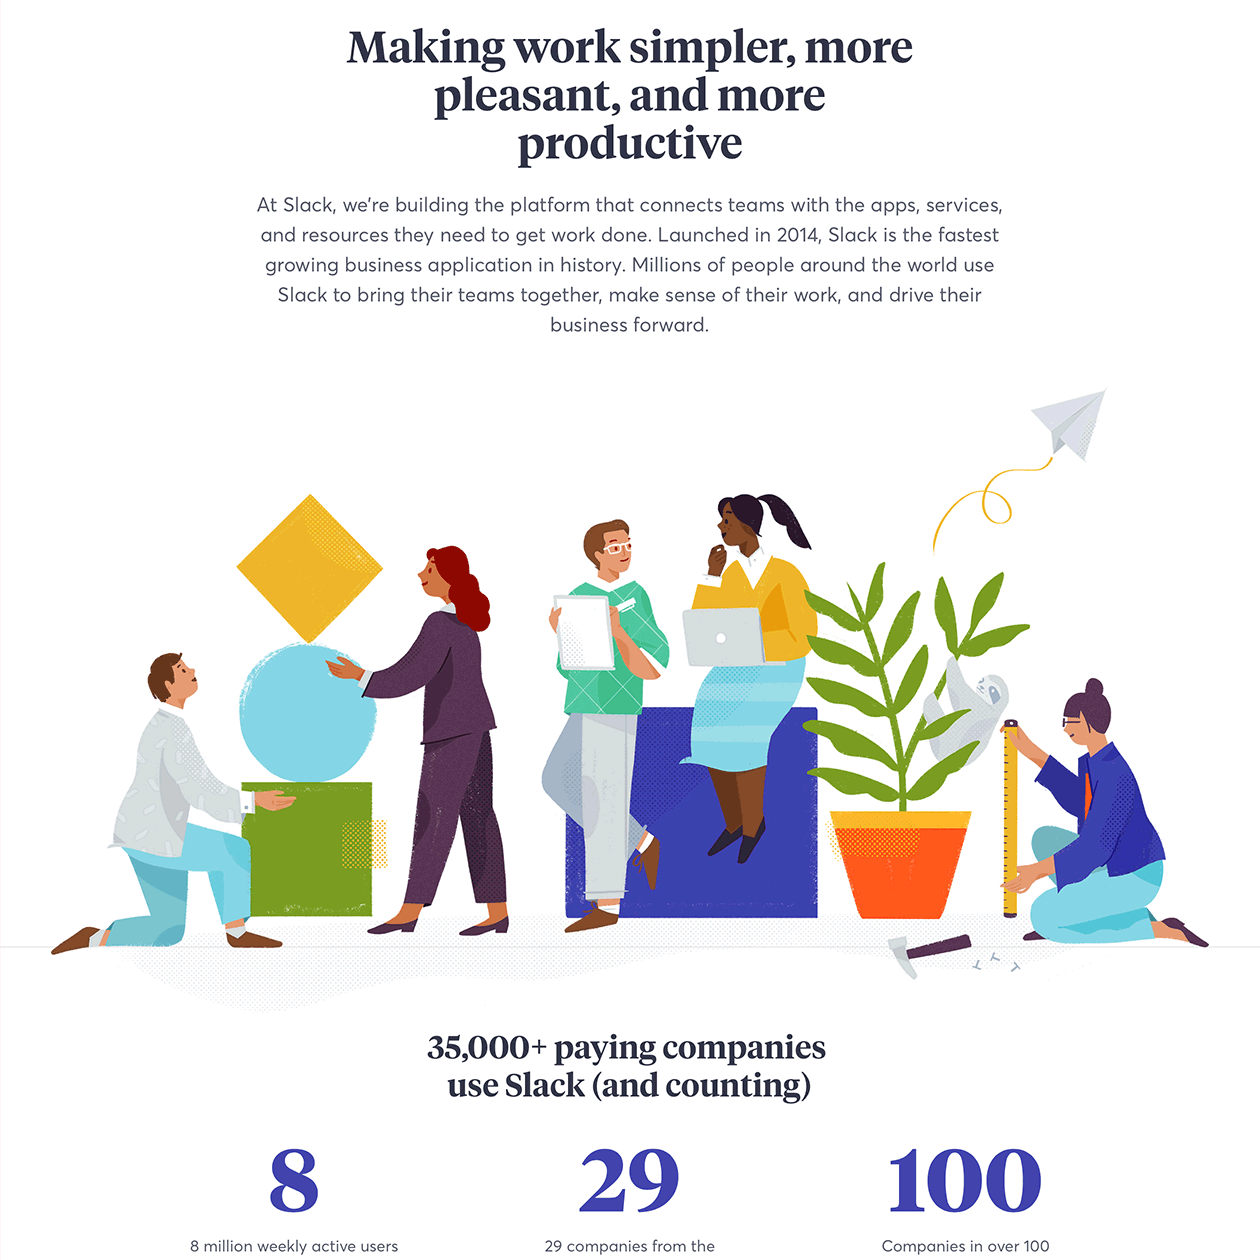 Making work simpler, more
pleasant, and more
productive
At Slack, we're building the platform that connects teams with the apps, services,
and resources they need to get work done. Launched in 2014, Slack is the fastest
growing business application in history. Millions of people around the world use
Slack to bring their teams together, make sense of their work, and drive their
business forward.
35,000+ paying companies
use Slack (and counting)
8
29
100
8 million weekly active users
29 companies from the
Companies in over 100